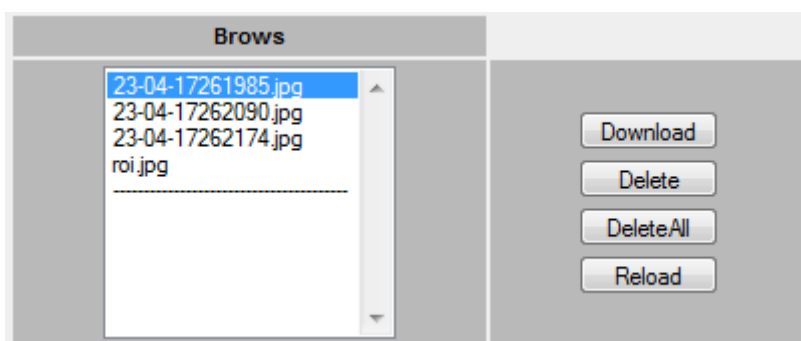 Brows
23-04-17261985.jpg
23-04-17262090.jpg
23-04-17262174.jpg
roi.jpg
---------------------------------------
Download
Delete
DeleteAll
Reload